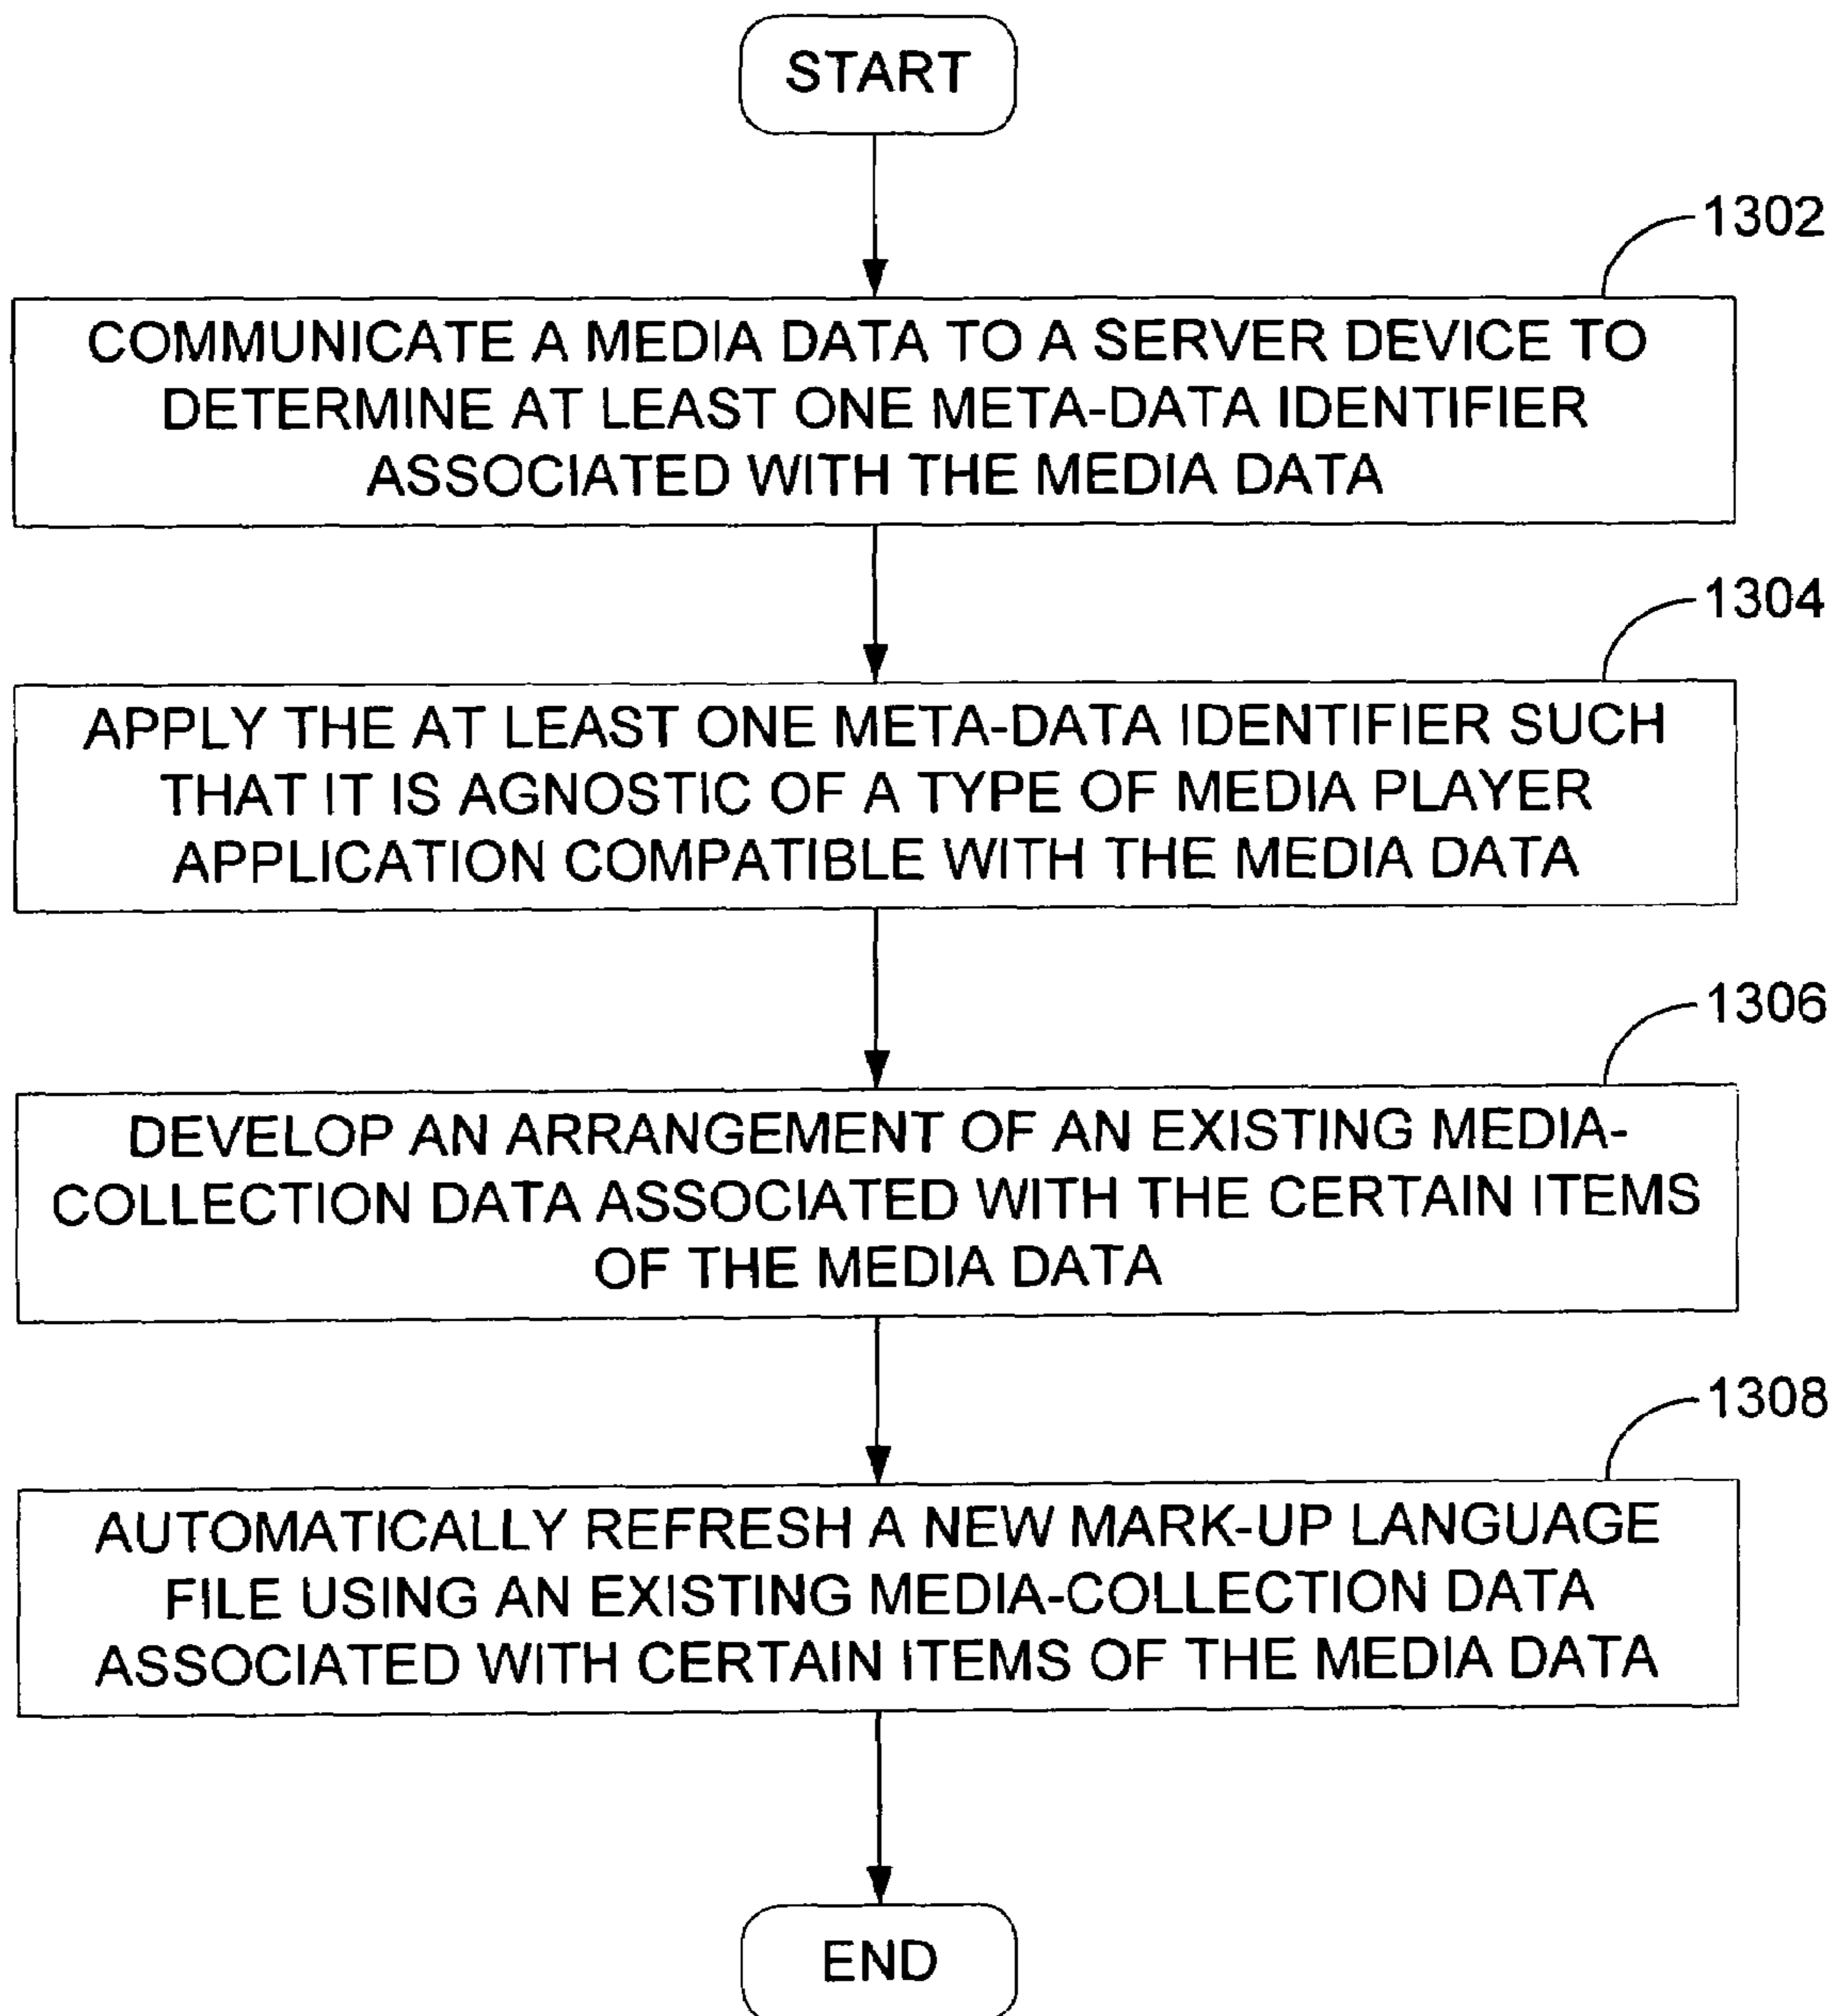 START
1302
COMMUNICATE A MEDIA DATA TO A SERVER DEVICE TO
DETERMINE AT LEAST ONE META-DATA IDENTIFIER
ASSOCIATED WITH THE MEDIA DATA
1304
APPLY THE AT LEAST ONE META-DATA IDENTIFIER SUCH
THAT IT IS AGNOSTIC OF A TYPE OF MEDIA PLAYER
APPLICATION COMPATIBLE WITH THE MEDIA DATA
1306
DEVELOP AN ARRANGEMENT OF AN EXISTING MEDIA-
COLLECTION DATA ASSOCIATED WITH THE CERTAIN ITEMS
OF THE MEDIA DATA
1308
AUTOMATICALLY REFRESH A NEW MARK-UP LANGUAGE
FILE USING AN EXISTING MEDIA-COLLECTION DATA
ASSOCIATED WITH CERTAIN ITEMS OF THE MEDIA DATA
END